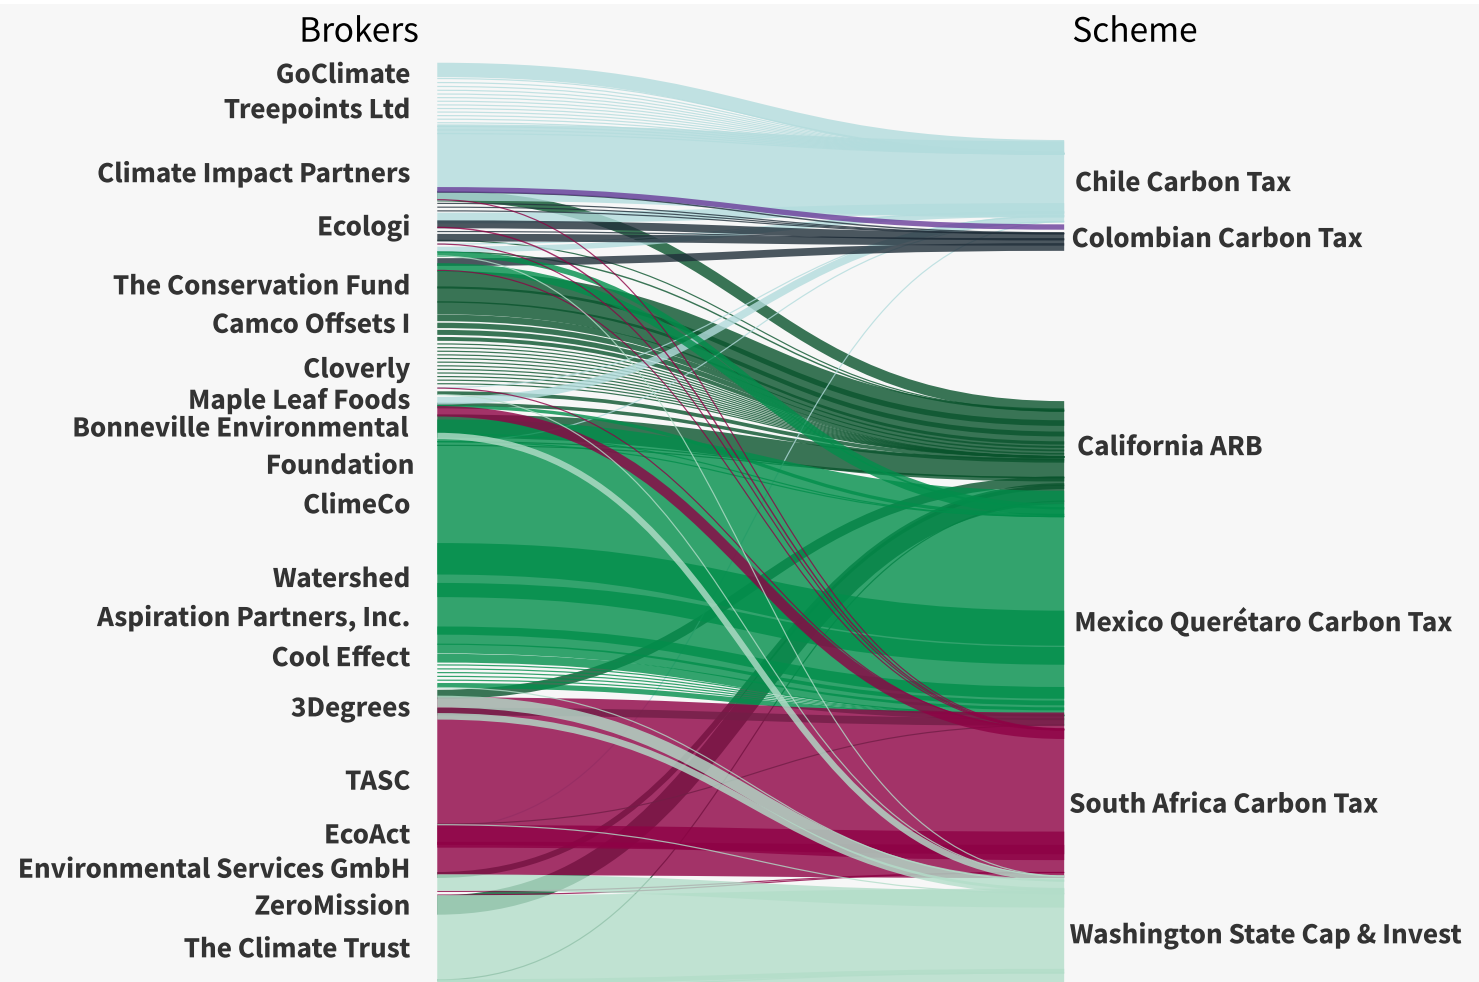 Brokers
GoClimate
Treepoints Ltd
Climate Impact Partners
Ecologi
The Conservation Fund
Camco Offsets I
Cloverly
Maple Leaf Foods
Bonneville Environmental
Foundation
ClimeCo
Watershed
Aspiration Partners, Inc.
Cool Effect
3Degrees
TASC
EcoAct
Environmental Services GmbH
ZeroMission
The Climate Trust
Scheme
Chile Carbon Tax
Colombian Carbon Tax
California ARB
Mexico Querétaro Carbon Tax
South Africa Carbon Tax
Washington State Cap & Invest